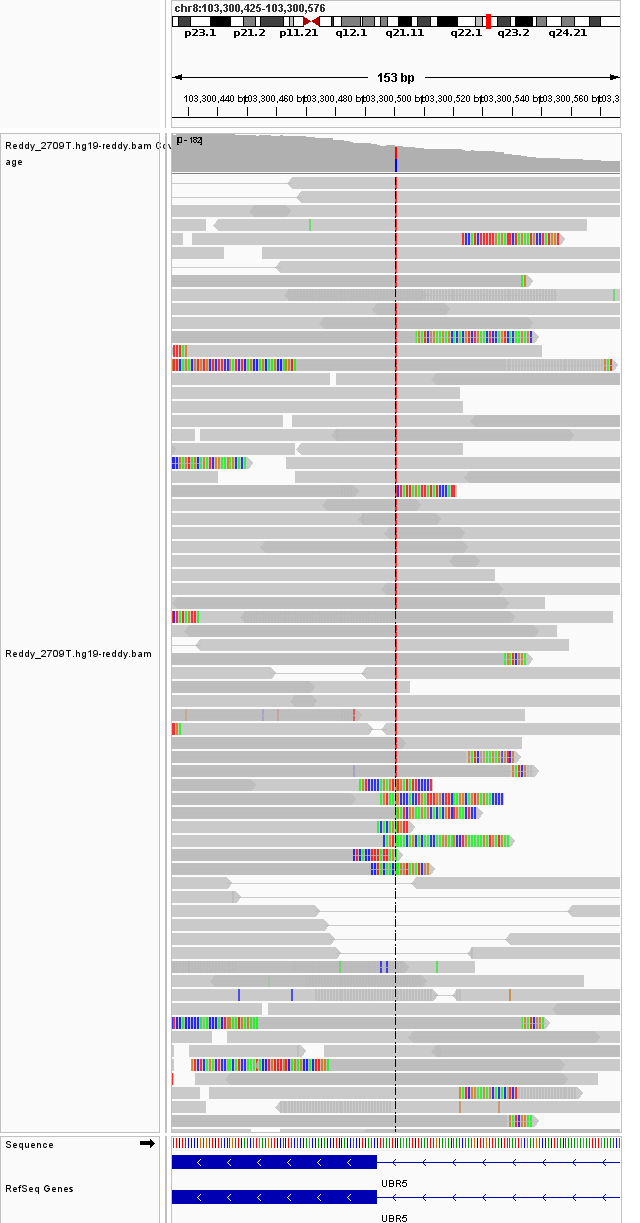 chr8:103,300,425-103,300,576
p23.1 p21.2 p11.21 q12.1 q21.11 q22.1 q23.2 q24.21
153 bp
103,300,440 bp 103,300,460 bp 103,300,480 bp 103,300,500 bp 103,300,520 bp 103,300,540 bp 103,300,560 bp 103,3
Reddy_2709T.hg19-reddy.bam Cov
age
[0 - 182]
Reddy_2709T.hg19-reddy.bam
Sequence
RefSeq Genes
UBR5
UBR5